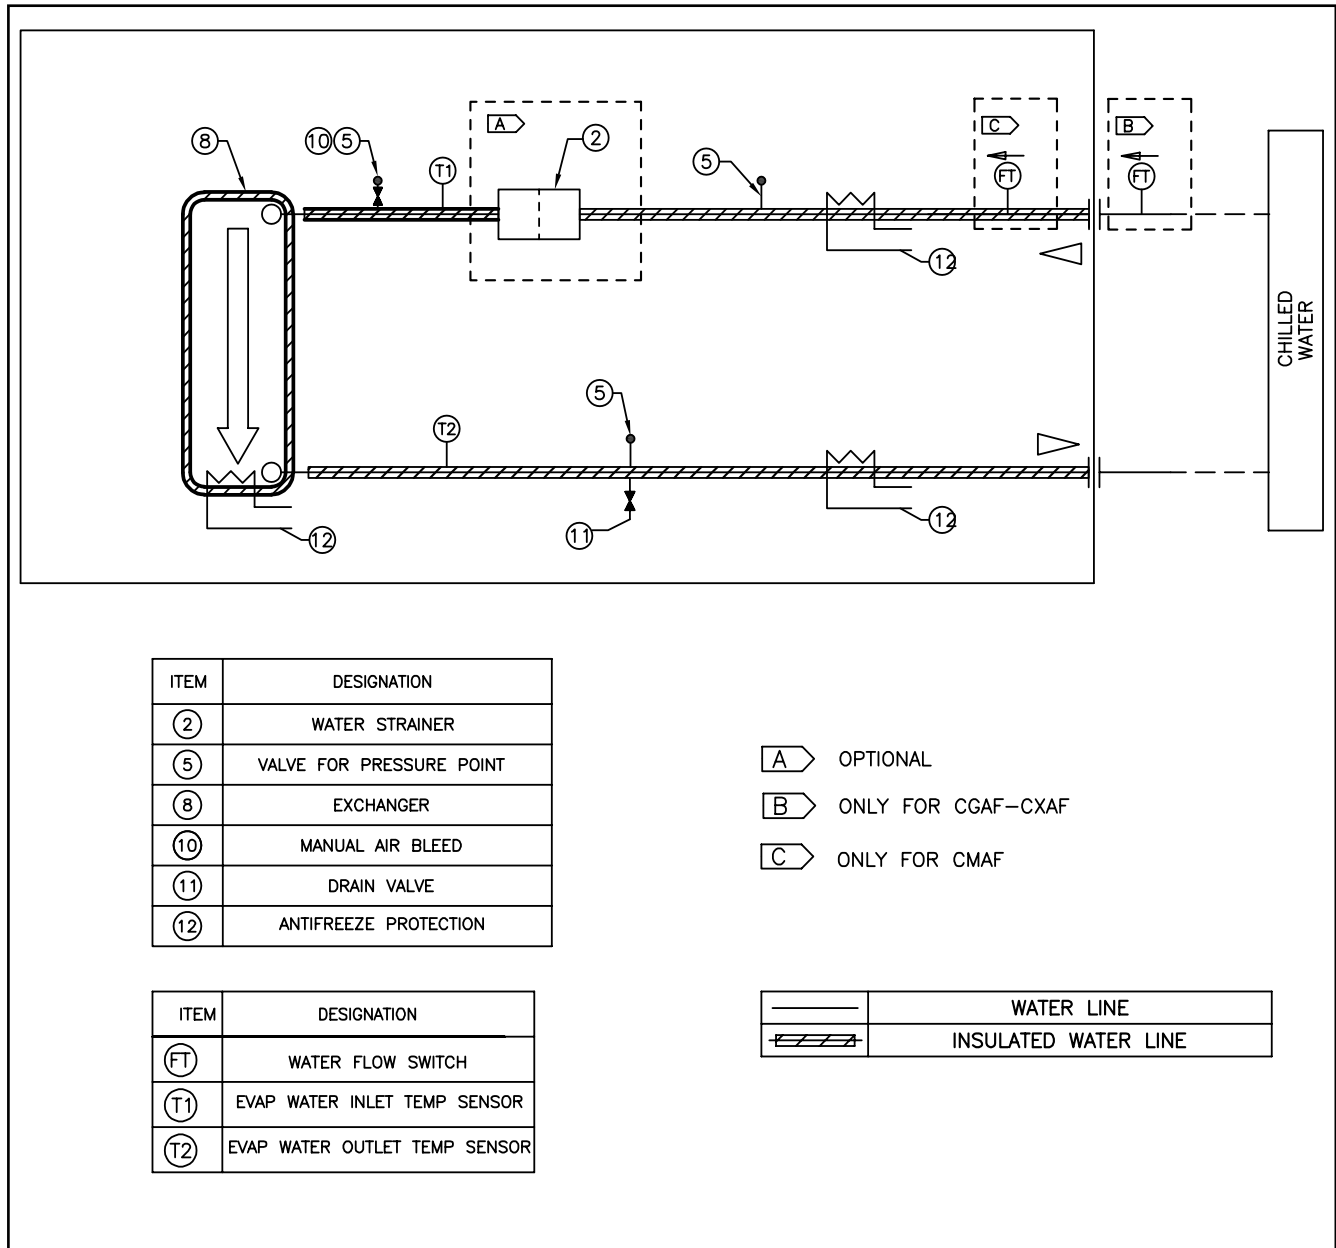 A
C
B
8
10 5
2
T1
5
FT
FT
12
CHILLED
WATER
5
T2
12
11
12
ITEM DESIGNATION
2 WATER STRAINER
5 VALVE FOR PRESSURE POINT
8 EXCHANGER
10 MANUAL AIR BLEED
11 DRAIN VALVE
12 ANTIFREEZE PROTECTION
A OPTIONAL
B ONLY FOR CGAF-CXAF
C ONLY FOR CMAF
ITEM DESIGNATION
FT WATER FLOW SWITCH
T1 EVAP WATER INLET TEMP SENSOR
T2 EVAP WATER OUTLET TEMP SENSOR
WATER LINE
INSULATED WATER LINE